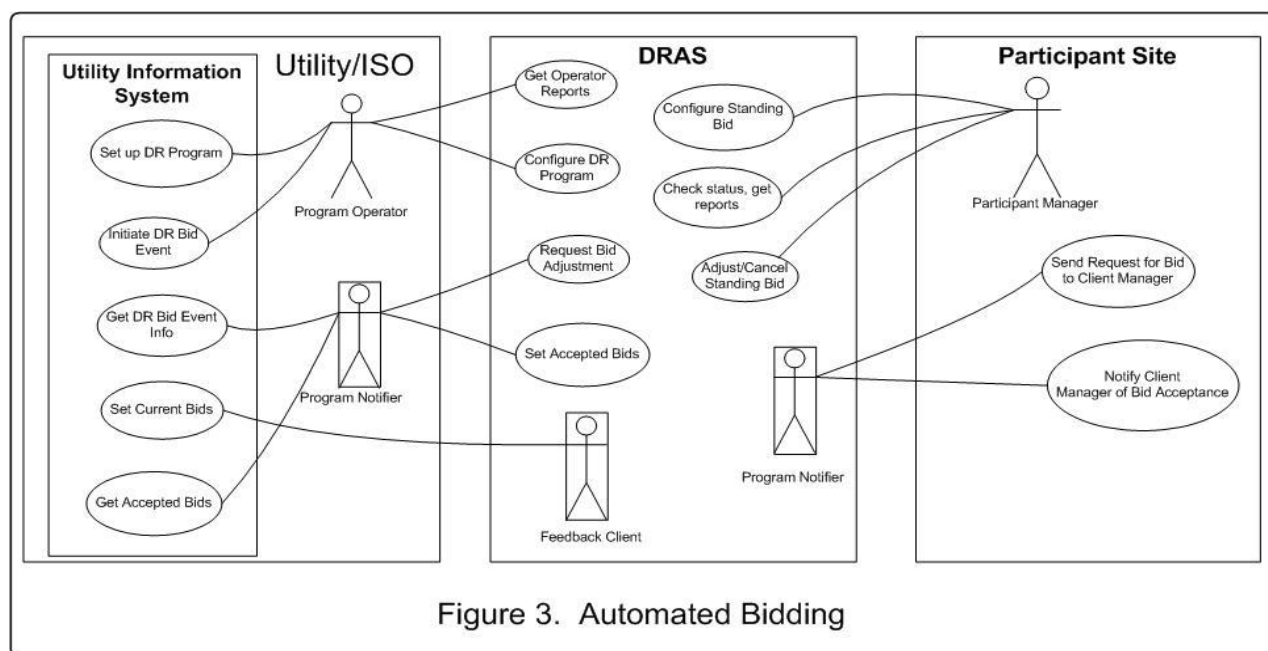 Utility/ISO
Utility Information
System
Set up DR Program
Initiate DR Bid
Event
Get DR Bid Event
Info
Set Current Bids
Get Accepted Bids
Program Operator
Program Notifier
DRAS
Get Operator
Reports
Configure DR
Program
Request Bid
Adjustment
Set Accepted Bids
Feedback Client
Configure Standing
Bid
Check status, get
reports
Adjust/Cancel
Standing Bid
Program Notifier
Participant Site
Participant Manager
Send Request for Bid
to Client Manager
Notify Client
Manager of Bid Acceptance
Figure 3. Automated Bidding